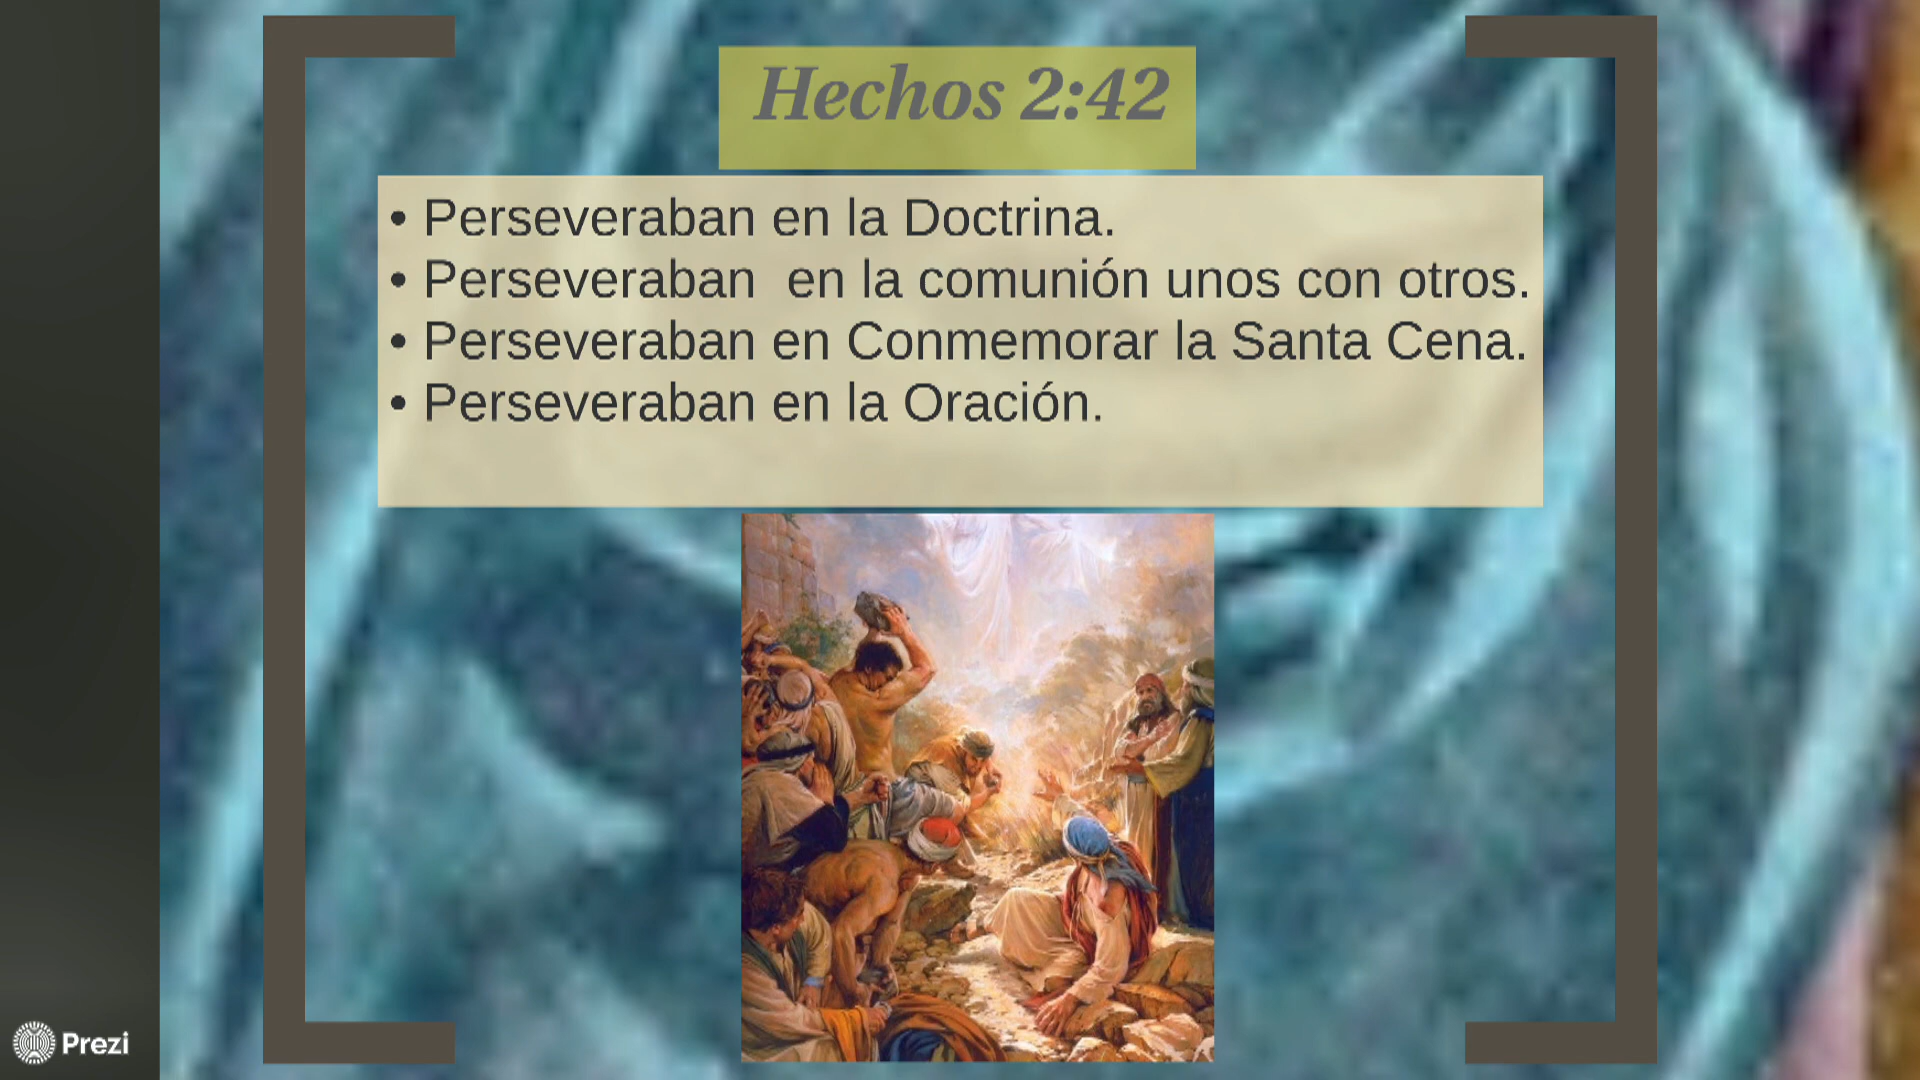 Hechos 2:42
• Perseveraban en la Doctrina.
• Perseveraban  en la comunión unos con otros.
• Perseveraban en Conmemorar la Santa Cena.
• Perseveraban en la Oración.
Prezi